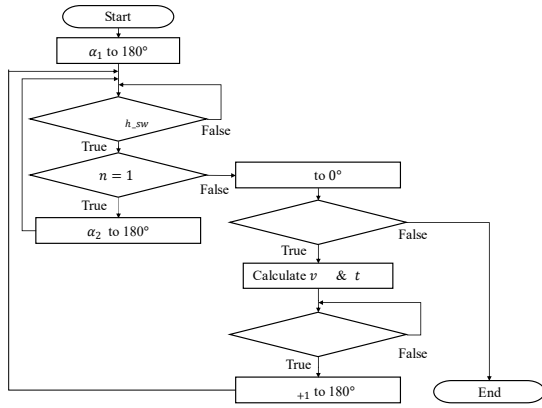 Start
α₁ to 180°
h_sw
False
True
n = 1
False
True
α₂ to 180°
to 0°
False
True
Calculate v & t
False
True
+1 to 180°
End